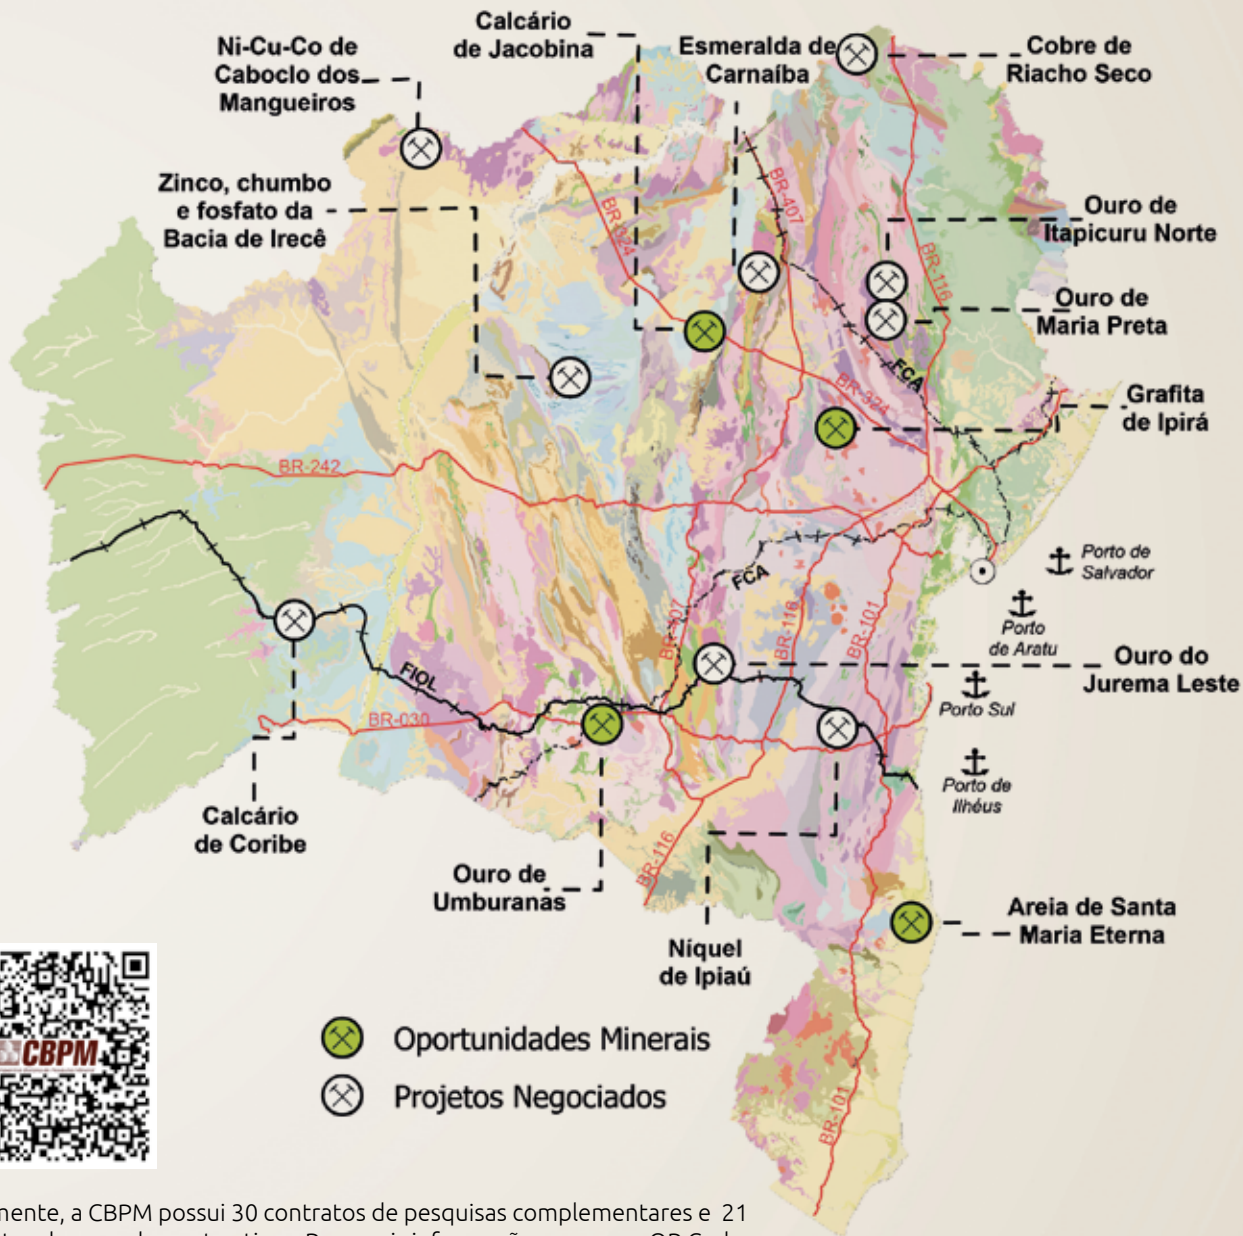 Calcário
de Jacobina
Ni-Cu-Co de
Caboclo dos
Mangueiros
Esmeralda de
Carnaíba
Cobre de
Riacho Seco
Zinco, chumbo
e fosfato da
Bacia de Irecê
Ouro de
Itapicuru Norte
Ouro de
Maria Preta
Grafita
de Ipirá
BR-324
BR-407
BR-116
FCA
BR-324
BR-242
FCA
BR-116
BR-101
Porto de
Salvador
Porto
de Aratu
Ouro do
Jurema Leste
Porto Sul
Porto de
Ilhéus
FIOL
BR-030
Calcário
de Coribe
Ouro de
Umburanas
BR-116
Níquel
de Ipiaú
Areia de Santa
Maria Eterna
BR-101
CBPM
Oportunidades Minerais
Projetos Negociados
mente, a CBPM possui 30 contratos de pesquisas complementares e 21